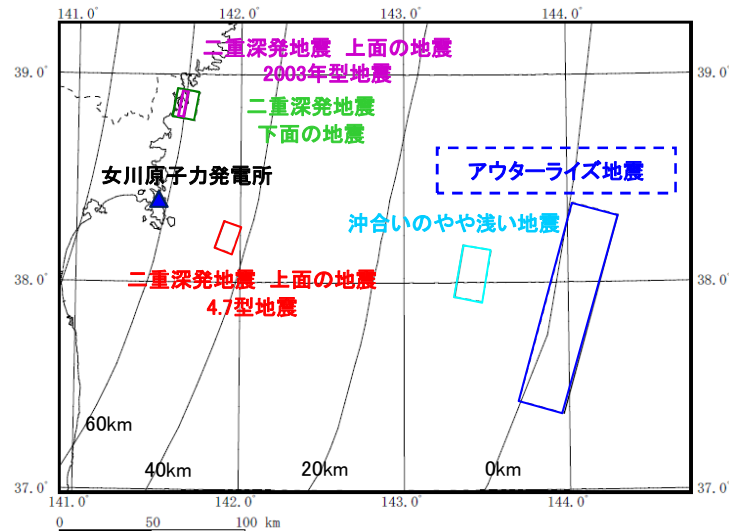 141.0° 142.0° 143.0° 144.0°
39.0° 39.0°
二重深発地震 上面の地震
2003年型地震
二重深発地震
下面の地震
アウターライズ地震
女川原子力発電所
沖合いのやや浅い地震
38.0° 38.0°
二重深発地震 上面の地震
4.7型地震
60km
40km 20km 0km
37.0° 37.0°
141.0° 142.0° 143.0° 144.0°
0 50 100 km